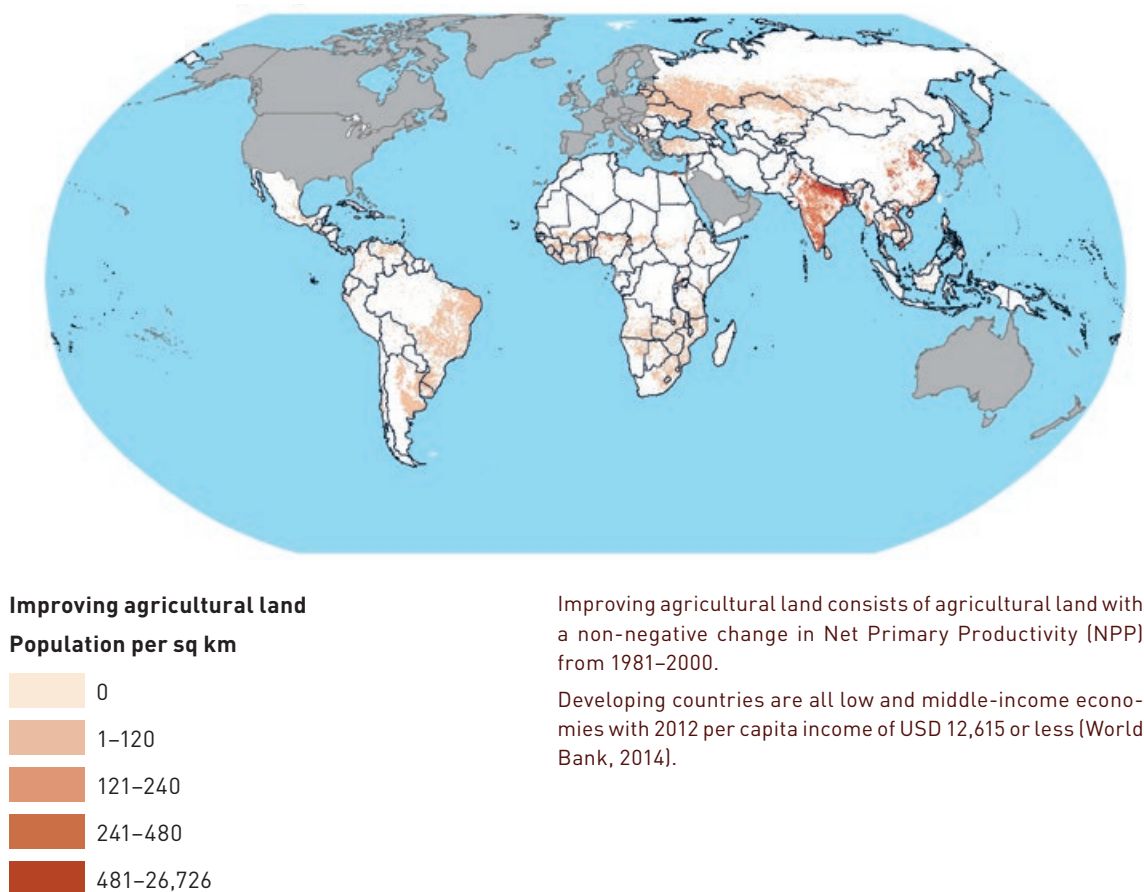 Improving agricultural land
Population per sq km
0
1–120
121–240
241–480
481–26,726
Improving agricultural land consists of agricultural land with
a non-negative change in Net Primary Productivity (NPP)
from 1981–2000.
Developing countries are all low and middle-income econo-
mies with 2012 per capita income of USD 12,615 or less (World
Bank, 2014).